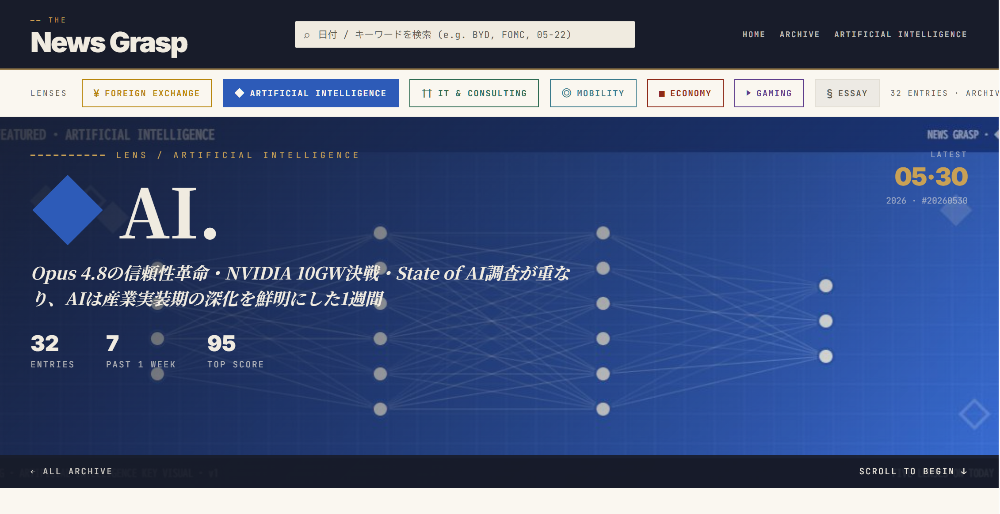 THE
News Grasp
日付 / キーワードを検索 (e.g. BYD, FOMC, 05-22)
HOME ARCHIVE ARTIFICIAL INTELLIGENCE
LENSES ¥ FOREIGN EXCHANGE ◆ ARTIFICIAL INTELLIGENCE IT & CONSULTING ◎ MOBILITY ■ ECONOMY ▶ GAMING § ESSAY 32 ENTRIES · ARCHIV
EATURED · ARTIFICIAL INTELLIGENCE
NEWS GRASP ·
LENS / ARTIFICIAL INTELLIGENCE
LATEST
05·30
2026 · #20260530
AI.
Opus 4.8の信頼性革命・NVIDIA 10GW決戦・State of AI調査が重な
り、AIは産業実装期の深化を鮮明にした1週間
32 7 95
ENTRIES PAST 1 WEEK TOP SCORE
← ALL ARCHIVE
SCROLL TO BEGIN ↓
KEY VISUAL · v1
TODAY